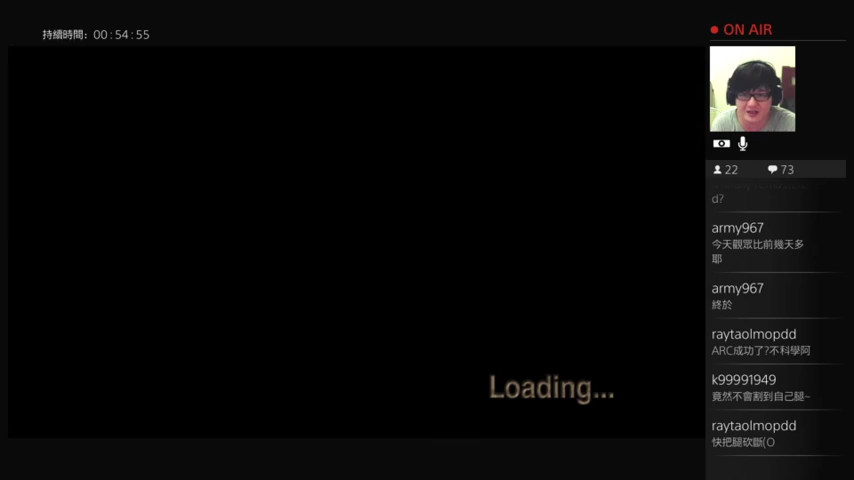 持續時間: 00:54:55
ON AIR
22
73
d?
army967
今天觀眾比前幾天多
耶
army967
終於
raytaolmopdd
ARC成功了?不科學阿
k99991949
竟然不會割到自己腿~
raytaolmopdd
快把腿砍斷(O
Loading...